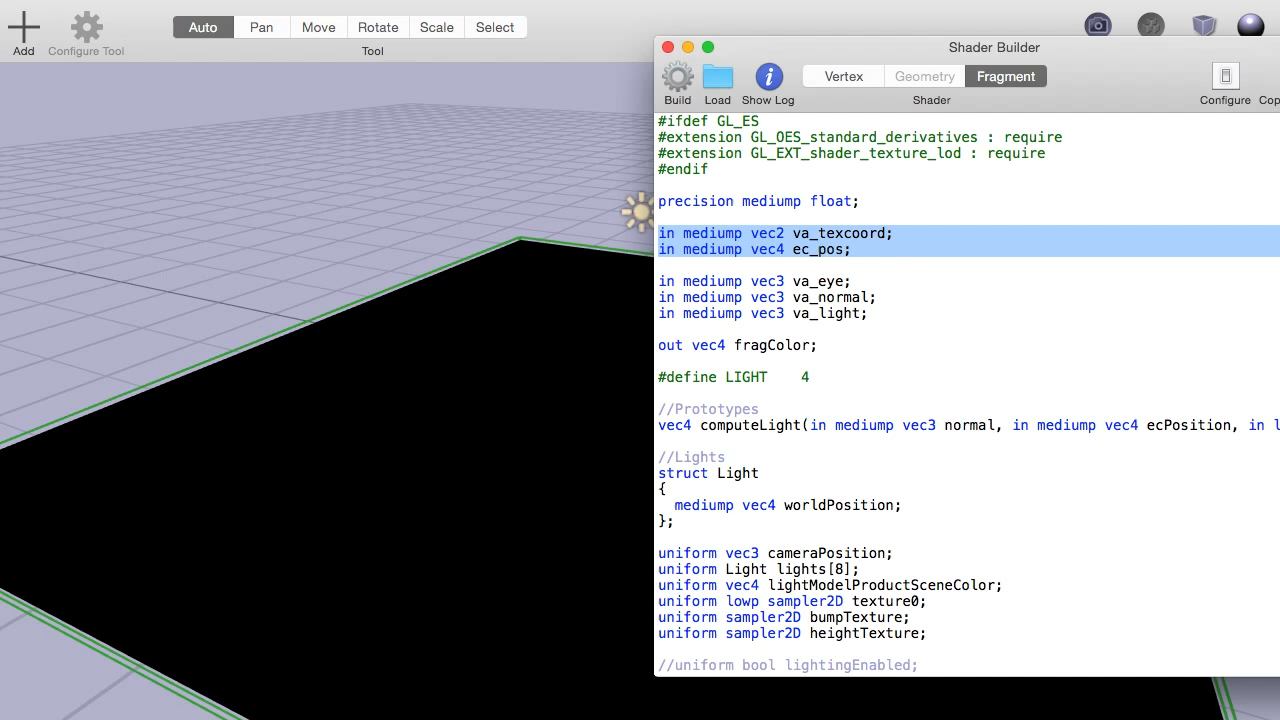 Auto Pan Move Rotate Scale Select
Add Configure Tool Tool
Shader Builder
Vertex Geometry Fragment
Build Load Show Log Shader Configure Cop
#ifdef GL_ES
#extension GL_OES_standard_derivatives : require
#extension GL_EXT_shader_texture_lod : require
#endif
precision mediump float;
in mediump vec2 va_texcoord;
in mediump vec4 ec_pos;
in mediump vec3 va_eye;
in mediump vec3 va_normal;
in mediump vec3 va_light;
out vec4 fragColor;
#define LIGHT    4
//Prototypes
vec4 computeLight(in mediump vec3 normal, in mediump vec4 ecPosition, in l
//Lights
struct Light
{
  mediump vec4 worldPosition;
};
uniform vec3 cameraPosition;
uniform Light lights[8];
uniform vec4 lightModelProductSceneColor;
uniform lowp sampler2D texture0;
uniform sampler2D bumpTexture;
uniform sampler2D heightTexture;
//uniform bool lightingEnabled;